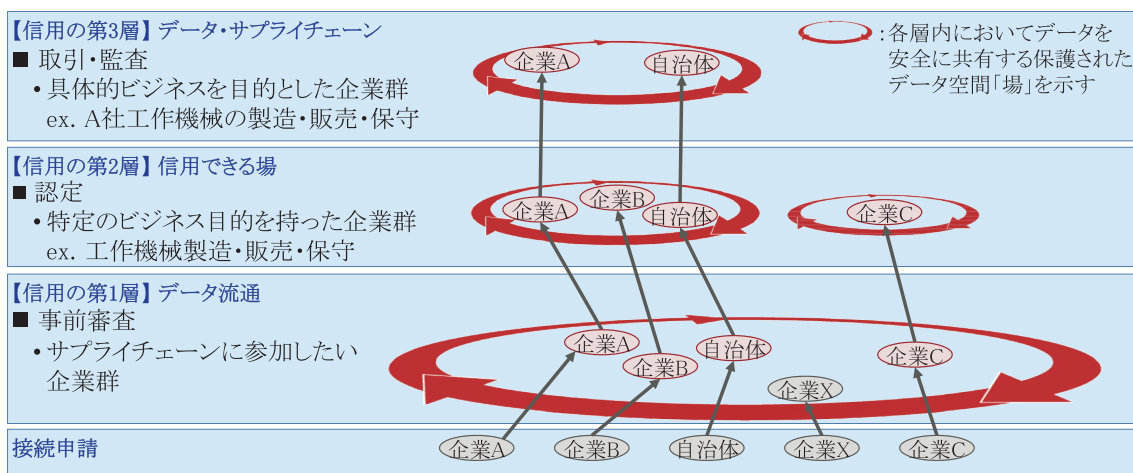 【信用の第3層】 データ・サプライチェーン
■ 取引・監査
・具体的ビジネスを目的とした企業群
ex. A社工作機械の製造・販売・保守
企業A
自治体
:各層内においてデータを
安全に共有する保護された
データ空間「場」を示す
【信用の第2層】 信用できる場
■ 認定
・特定のビジネス目的を持った企業群
ex. 工作機械製造・販売・保守
企業A
企業B
自治体
企業C
【信用の第1層】 データ流通
■ 事前審査
・サプライチェーンに参加したい
企業群
企業A
企業B
自治体
企業X
企業C
接続申請
企業A
企業B
自治体
企業X
企業C